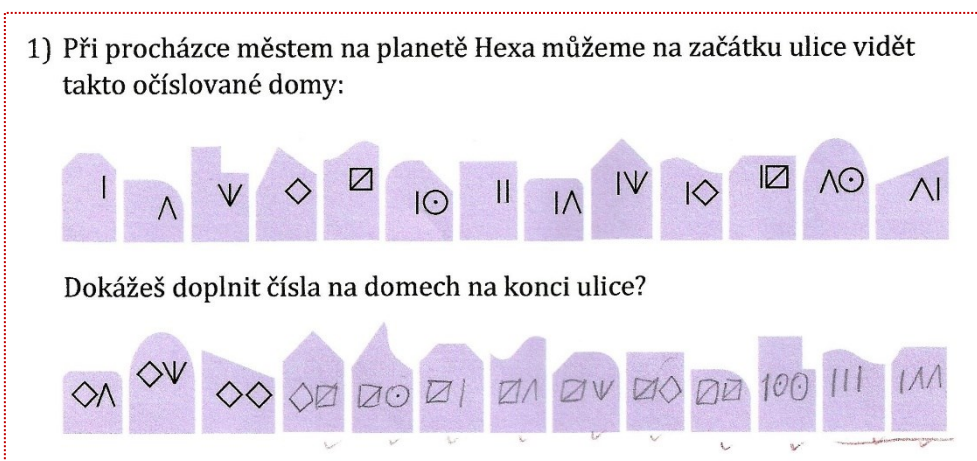 1) Při procházce městem na planetě Hexa můžeme na začátku ulice vidět
takto očíslované domy:
| Λ ᗐ ◇ ⧄ |⊙ || |Λ |ᗐ |◇ |⧄ Λ⊙ Λ|
Dokážeš doplnit čísla na domech na konci ulice?
◇Λ ◇ᗐ ◇◇ ◇⧄ ⧄⊙ ⧄| ⧄Λ ⧄ᗐ ⧄◇ ⧄⧄ |⊙⊙ ||| |ΛΛ